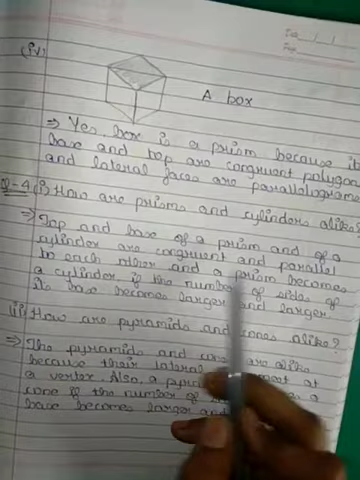 (iv)
A box
⇒ Yes, box is a prism because it
base and top are congruent polygon
and lateral faces are parallelograms
Q-4 (i) How are prisms and cylinders alike?
⇒ Top and base of a prism and of a
cylinder are congruent and parallel
to each other and a prism becomes
a cylinder if the number of sides of
its base becomes larger and larger
(ii) How are pyramids and cones alike?
⇒ The pyramids and cones are alike
because their lateral at
a vertex. Also, a a
cone if the number of
base becomes larger and